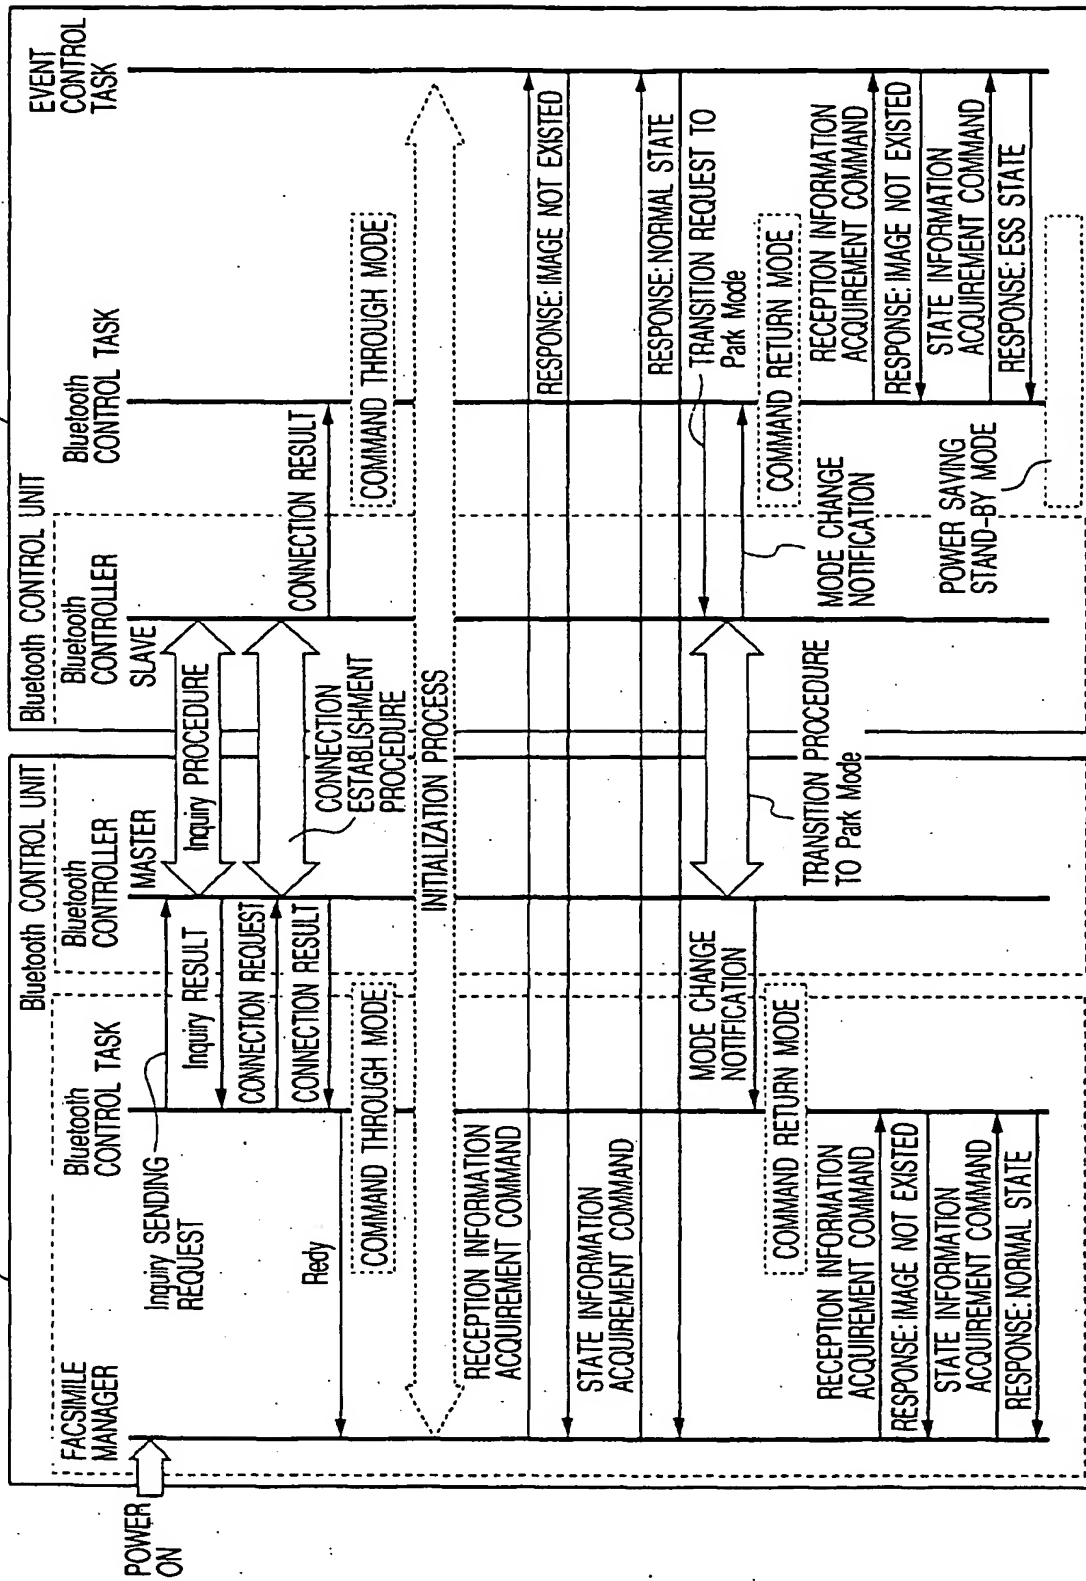 POWER
ON
FACSIMILE
MANAGER
Bluetooth
CONTROL TASK
Bluetooth CONTROL UNIT
Bluetooth
CONTROLLER
MASTER
Bluetooth CONTROL UNIT
Bluetooth
CONTROLLER
SLAVE
Bluetooth
CONTROL TASK
EVENT
CONTROL
TASK
Inquiry SENDING
REQUEST
Inquiry RESULT
Inquiry PROCEDURE
CONNECTION REQUEST
CONNECTION RESULT
CONNECTION
ESTABLISHMENT
PROCEDURE
CONNECTION RESULT
Redy
COMMAND THROUGH MODE
COMMAND THROUGH MODE
INITIALIZATION PROCESS
RECEPTION INFORMATION
ACQUIREMENT COMMAND
RESPONSE: IMAGE NOT EXISTED
STATE INFORMATION
ACQUIREMENT COMMAND
RESPONSE: NORMAL STATE
TRANSITION REQUEST TO
Park Mode
MODE CHANGE
NOTIFICATION
TRANSITION PROCEDURE
TO Park Mode
MODE CHANGE
NOTIFICATION
COMMAND RETURN MODE
COMMAND RETURN MODE
RECEPTION INFORMATION
ACQUIREMENT COMMAND
RESPONSE: IMAGE NOT EXISTED
STATE INFORMATION
ACQUIREMENT COMMAND
RESPONSE: NORMAL STATE
RECEPTION INFORMATION
ACQUIREMENT COMMAND
RESPONSE: IMAGE NOT EXISTED
STATE INFORMATION
ACQUIREMENT COMMAND
RESPONSE: ESS STATE
POWER SAVING
STAND-BY MODE